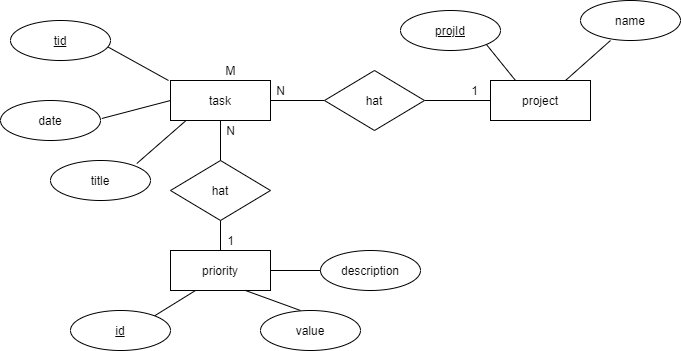 name
projId
tid
M
N
1
task
hat
project
date
N
title
hat
1
priority
description
id
value